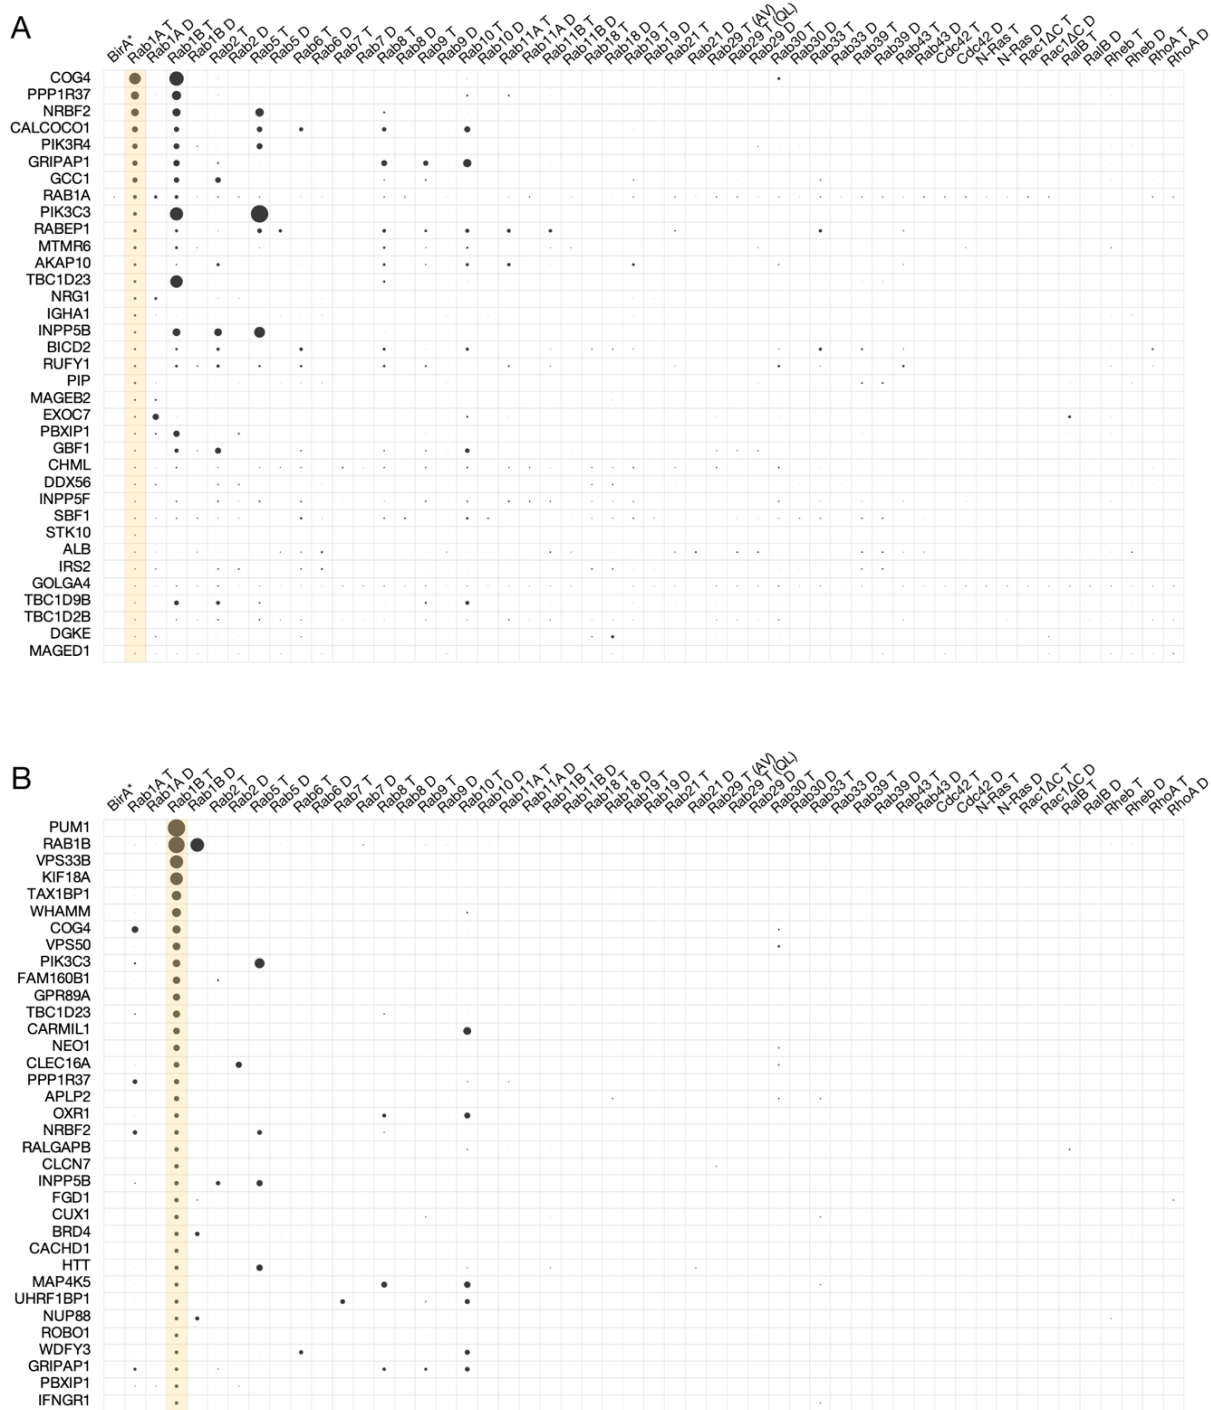 A
BirA*
Rab1A T
Rab1A D
Rab1B T
Rab1B D
Rab2 T
Rab2 D
Rab5 T
Rab5 D
Rab6 T
Rab6 D
Rab7 T
Rab7 D
Rab8 T
Rab8 D
Rab9 T
Rab9 D
Rab10 T
Rab10 D
Rab11A T
Rab11A D
Rab11B T
Rab11B D
Rab18 T
Rab18 D
Rab19 T
Rab19 D
Rab21 T
Rab21 D
Rab29 T (AV)
Rab29 T (QL)
Rab29 D
Rab30 T
Rab30 D
Rab33 T
Rab33 D
Rab39 T
Rab39 D
Rab43 T
Rab43 D
Cdc42 T
Cdc42 D
N-Ras T
N-Ras D
Rac1ΔC T
Rac1ΔC D
RalB T
RalB D
Rheb T
Rheb D
RhoA T
RhoA D
COG4
PPP1R37
NRBF2
CALCOCO1
PIK3R4
GRIPAP1
GCC1
RAB1A
PIK3C3
RABEP1
MTMR6
AKAP10
TBC1D23
NRG1
IGHA1
INPP5B
BICD2
RUFY1
PIP
MAGEB2
EXOC7
PBXIP1
GBF1
CHML
DDX56
INPP5F
SBF1
STK10
ALB
IRS2
GOLGA4
TBC1D9B
TBC1D2B
DGKE
MAGED1
B
BirA*
Rab1A T
Rab1A D
Rab1B T
Rab1B D
Rab2 T
Rab2 D
Rab5 T
Rab5 D
Rab6 T
Rab6 D
Rab7 T
Rab7 D
Rab8 T
Rab8 D
Rab9 T
Rab9 D
Rab10 T
Rab10 D
Rab11A T
Rab11A D
Rab11B T
Rab11B D
Rab18 T
Rab18 D
Rab19 T
Rab19 D
Rab21 T
Rab21 D
Rab29 T (AV)
Rab29 T (QL)
Rab29 D
Rab30 T
Rab30 D
Rab33 T
Rab33 D
Rab39 T
Rab39 D
Rab43 T
Rab43 D
Cdc42 T
Cdc42 D
N-Ras T
N-Ras D
Rac1ΔC T
Rac1ΔC D
RalB T
RalB D
Rheb T
Rheb D
RhoA T
RhoA D
PUM1
RAB1B
VPS33B
KIF18A
TAX1BP1
WHAMM
COG4
VPS50
PIK3C3
FAM160B1
GPR89A
TBC1D23
CARMIL1
NEO1
CLEC16A
PPP1R37
APLP2
OXR1
NRBF2
RALGAPB
CLCN7
INPP5B
FGD1
CUX1
BRD4
CACHD1
HTT
MAP4K5
UHRF1BP1
NUP88
ROBO1
WDFY3
GRIPAP1
PBXIP1
IFNGR1